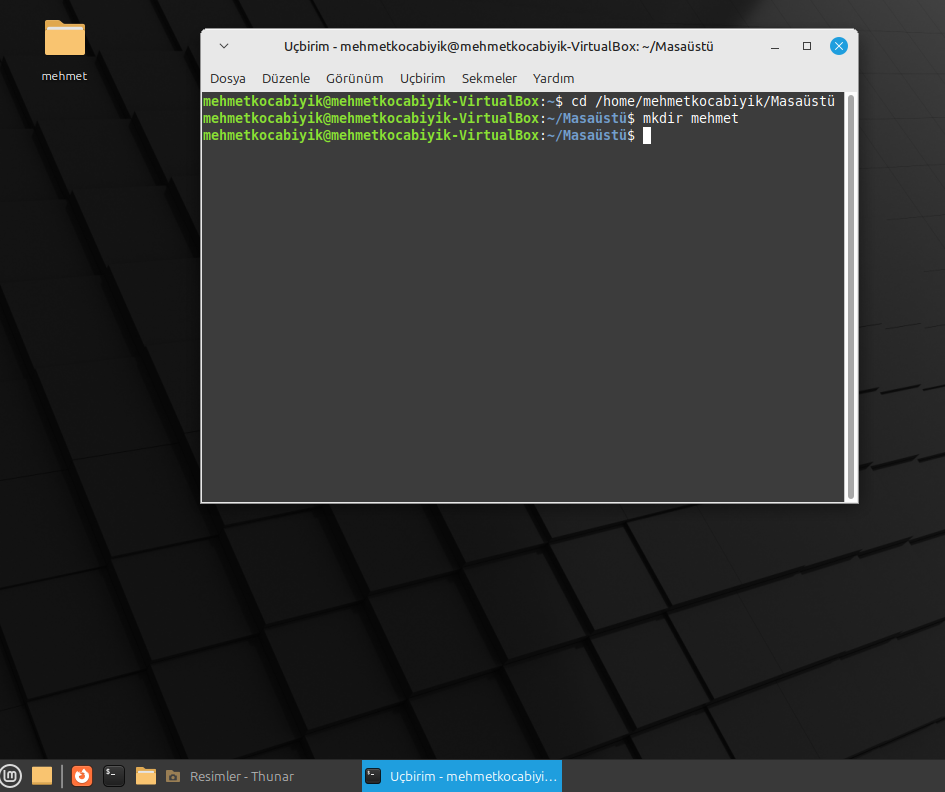 mehmet
Uçbirim - mehmetkocabiyik@mehmetkocabiyik-VirtualBox: ~/Masaüstü
Dosya Düzenle Görünüm Uçbirim Sekmeler Yardım
mehmetkocabiyik@mehmetkocabiyik-VirtualBox:~$ cd /home/mehmetkocabiyik/Masaüstü
mehmetkocabiyik@mehmetkocabiyik-VirtualBox:~/Masaüstü$ mkdir mehmet
mehmetkocabiyik@mehmetkocabiyik-VirtualBox:~/Masaüstü$
Resimler - Thunar
Uçbirim - mehmetkocabiyi...